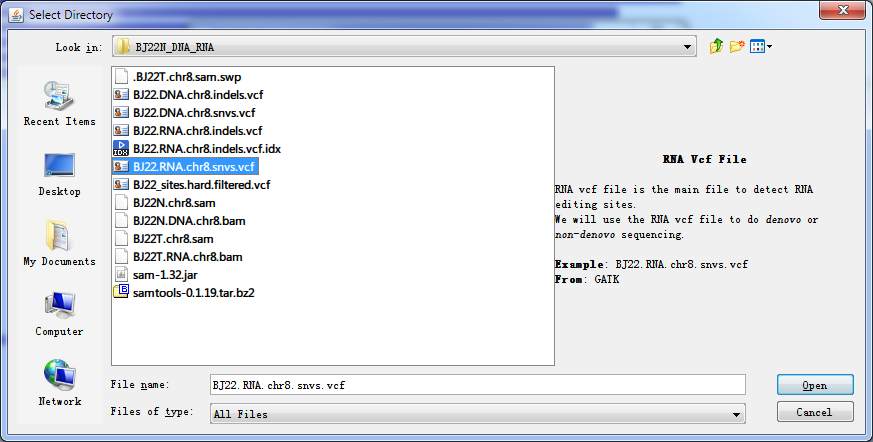 Select Directory
Look in:
BJ22N_DNA_RNA
Recent Items
Desktop
My Documents
Computer
Network
.BJ22T.chr8.sam.swp
BJ22.DNA.chr8.indels.vcf
BJ22.DNA.chr8.snvs.vcf
BJ22.RNA.chr8.indels.vcf
IDX
BJ22.RNA.chr8.indels.vcf.idx
BJ22.RNA.chr8.snvs.vcf
BJ22_sites.hard.filtered.vcf
BJ22N.chr8.sam
BJ22N.DNA.chr8.bam
BJ22T.chr8.sam
BJ22T.RNA.chr8.bam
sam-1.32.jar
samtools-0.1.19.tar.bz2
RNA Vcf File
RNA vcf file is the main file to detect RNA
editing sites.
We will use the RNA vcf file to do denovo or
non-denovo sequencing.
Example: BJ22.RNA.chr8.snvs.vcf
From: GATK
File name:
BJ22.RNA.chr8.snvs.vcf
Open
Files of type:
All Files
Cancel